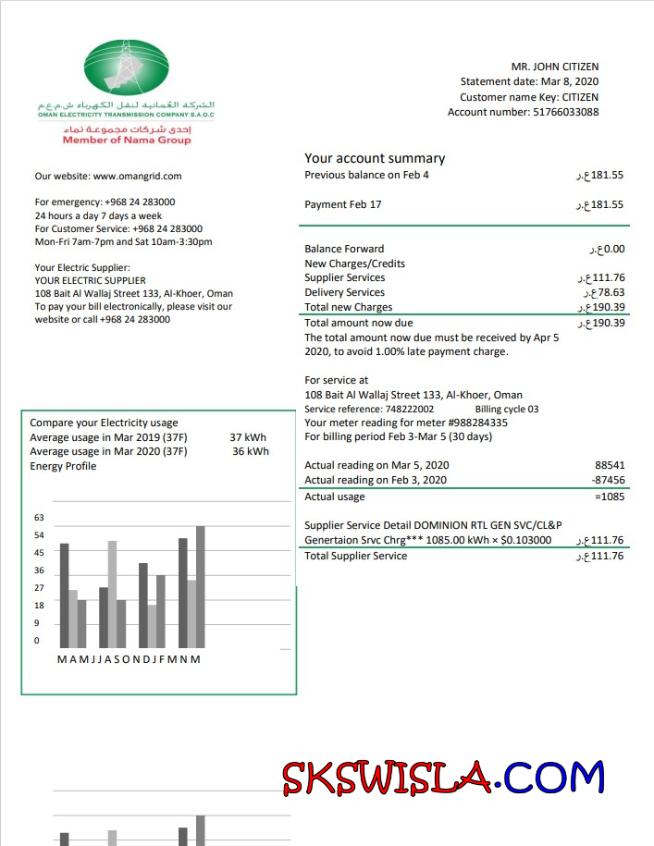 الشركة العُمانية لنقل الكهرباء ش.م.ع.م
OMAN ELECTRICITY TRANSMISSION COMPANY S.A.O.C
إحدى شركات مجموعة نماء
Member of Nama Group
MR. JOHN CITIZEN
Statement date: Mar 8, 2020
Customer name Key: CITIZEN
Account number: 51766033088
Our website: www.omangrid.com
For emergency: +968 24 283000
24 hours a day 7 days a week
For Customer Service: +968 24 283000
Mon-Fri 7am-7pm and Sat 10am-3:30pm
Your Electric Supplier:
YOUR ELECTRIC SUPPLIER
108 Bait Al Wallaj Street 133, Al-Khoer, Oman
To pay your bill electronically, please visit our
website or call +968 24 283000
Your account summary
Previous balance on Feb 4 ر.ع181.55
Payment Feb 17 ر.ع181.55
Balance Forward ر.ع0.00
New Charges/Credits
Supplier Services ر.ع111.76
Delivery Services ر.ع78.63
Total new Charges ر.ع190.39
Total amount now due ر.ع190.39
The total amount now due must be received by Apr 5
2020, to avoid 1.00% late payment charge.
For service at
108 Bait Al Wallaj Street 133, Al-Khoer, Oman
Service reference: 748222002 Billing cycle 03
Your meter reading for meter #988284335
For billing period Feb 3-Mar 5 (30 days)
Actual reading on Mar 5, 2020 88541
Actual reading on Feb 3, 2020 -87456
Actual usage =1085
Supplier Service Detail DOMINION RTL GEN SVC/CL&P
Genertaion Srvc Chrg*** 1085.00 kWh × $0.103000 ر.ع111.76
Total Supplier Service ر.ع111.76
Compare your Electricity usage
Average usage in Mar 2019 (37F) 37 kWh
Average usage in Mar 2020 (37F) 36 kWh
Energy Profile
63
54
45
36
27
18
9
0
M A M J J A S O N D J F M N M
SKSWISLA.COM